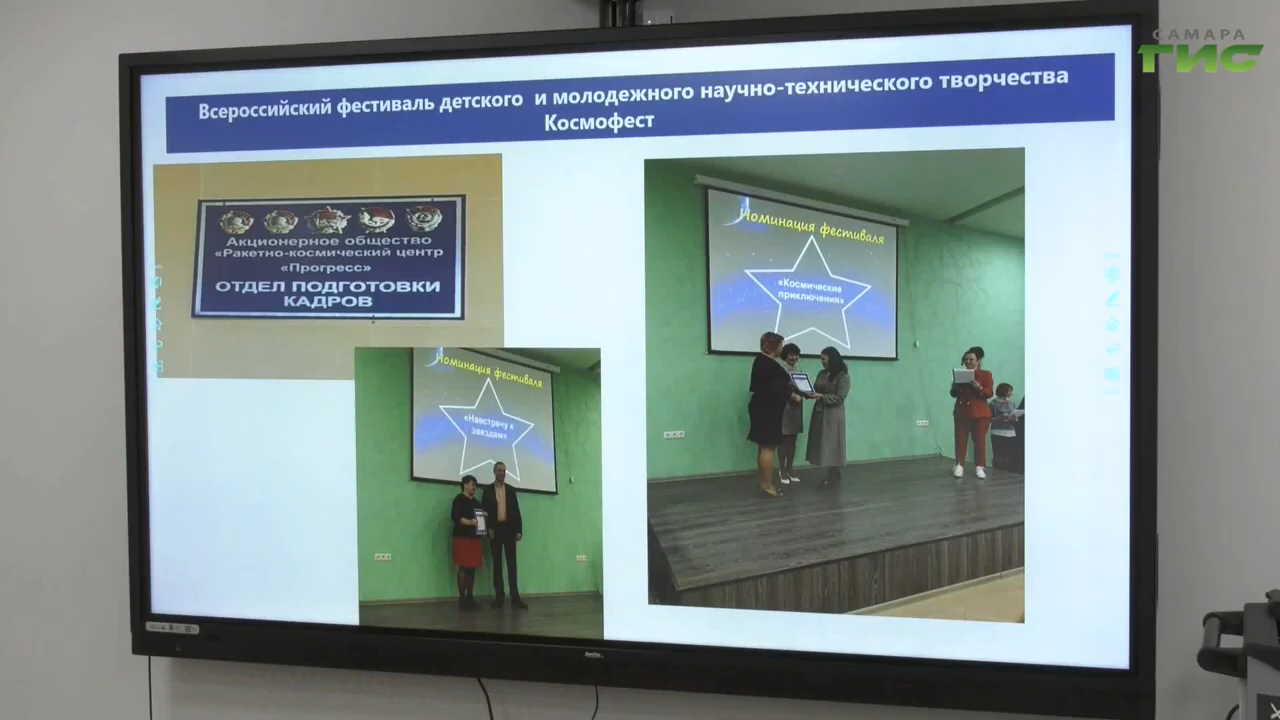 САМАРА
ГИС
Всероссийский фестиваль детского и молодежного научно-технического творчества
Космофест
Акционерное общество
«Ракетно-космический центр
«Прогресс»
ОТДЕЛ ПОДГОТОВКИ
КАДРОВ
Номинация фестиваля
«Космические
приключения»
Номинация фестиваля
«Навстречу к
звездам»